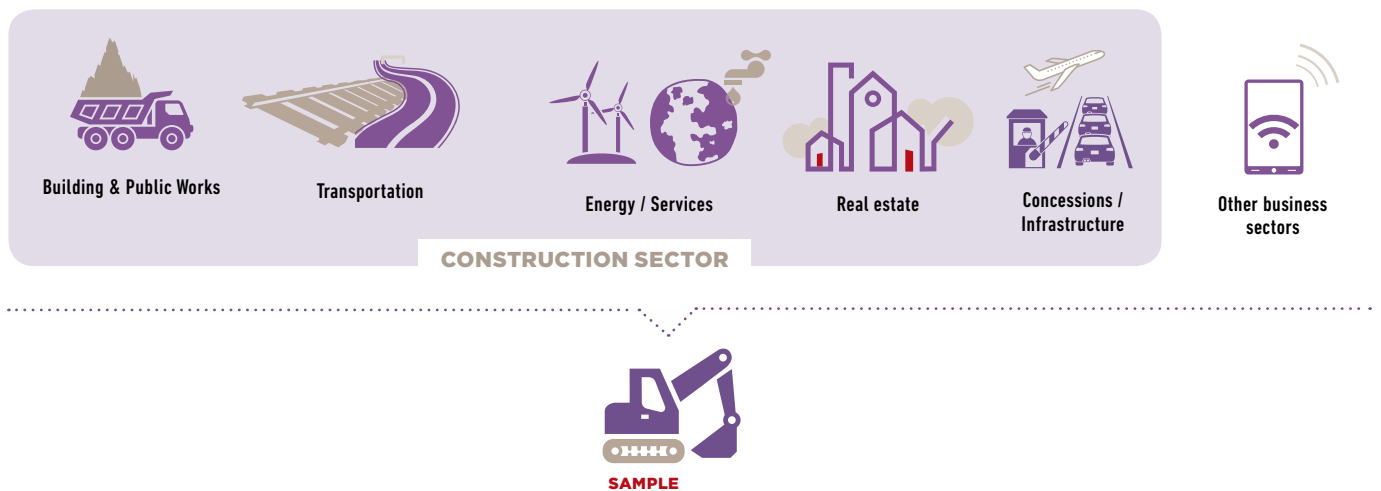 Building & Public Works
Transportation
Energy / Services
Real estate
Concessions /
Infrastructure
Other business
sectors
CONSTRUCTION SECTOR
SAMPLE